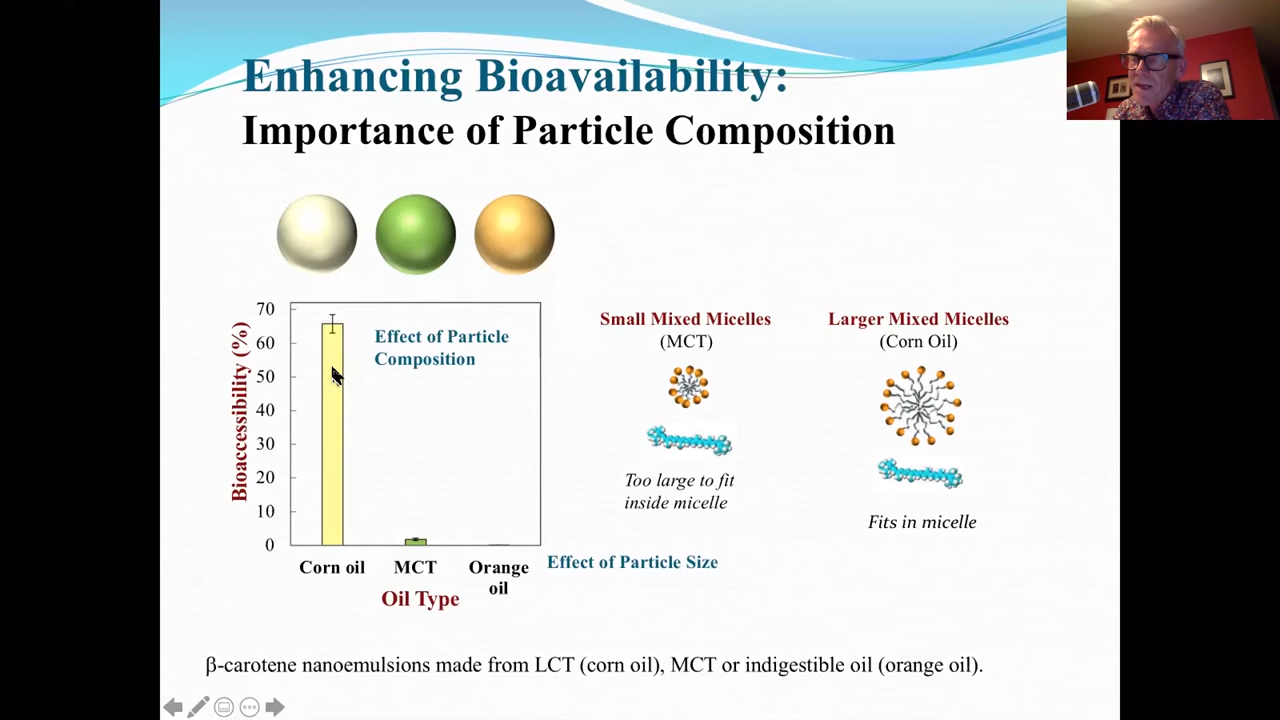 Enhancing Bioavailability:
Importance of Particle Composition
70
60
50
40
30
20
10
0
Bioaccessibility (%)
Effect of Particle
Composition
Corn oil
MCT
Orange
oil
Oil Type
Small Mixed Micelles
(MCT)
Too large to fit
inside micelle
Larger Mixed Micelles
(Corn Oil)
Fits in micelle
Effect of Particle Size
β-carotene nanoemulsions made from LCT (corn oil), MCT or indigestible oil (orange oil).